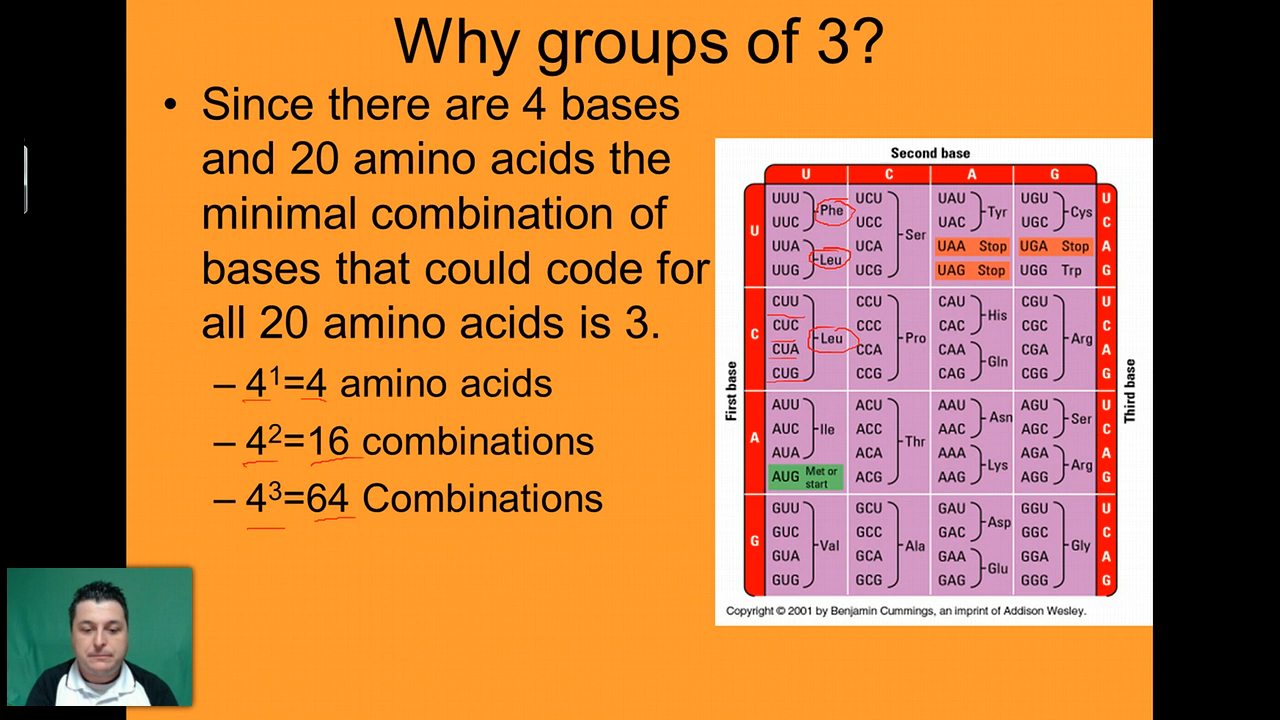 Why groups of 3?
• Since there are 4 bases
and 20 amino acids the
minimal combination of
bases that could code for
all 20 amino acids is 3.
– 4¹=4 amino acids
– 4²=16 combinations
– 4³=64 Combinations
Second base
U C A G
First base
Third base
U
UUU
UUC
Phe
UUA
UUG
Leu
UCU
UCC
UCA
UCG
Ser
UAU
UAC
Tyr
UAA Stop
UAG Stop
UGU
UGC
Cys
UGA Stop
UGG Trp
U
C
A
G
C
CUU
CUC
CUA
CUG
Leu
CCU
CCC
CCA
CCG
Pro
CAU
CAC
His
CAA
CAG
Gln
CGU
CGC
CGA
CGG
Arg
U
C
A
G
A
AUU
AUC
AUA
Ile
AUG Met or
start
ACU
ACC
ACA
ACG
Thr
AAU
AAC
Asn
AAA
AAG
Lys
AGU
AGC
Ser
AGA
AGG
Arg
U
C
A
G
G
GUU
GUC
GUA
GUG
Val
GCU
GCC
GCA
GCG
Ala
GAU
GAC
Asp
GAA
GAG
Glu
GGU
GGC
GGA
GGG
Gly
U
C
A
G
Copyright © 2001 by Benjamin Cummings, an imprint of Addison Wesley.